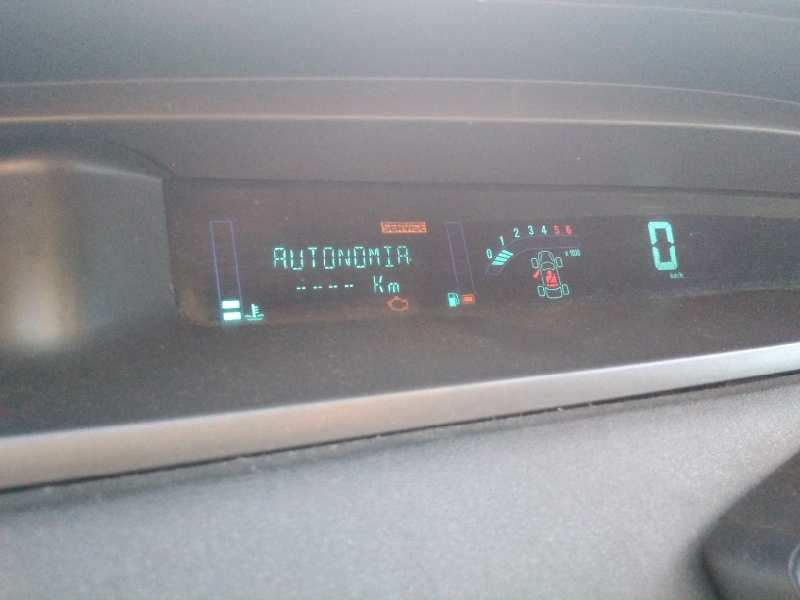 SERVICE
AUTONOMIA
---- Km
0 1 2 3 4 5 6
x1000
0
km/h